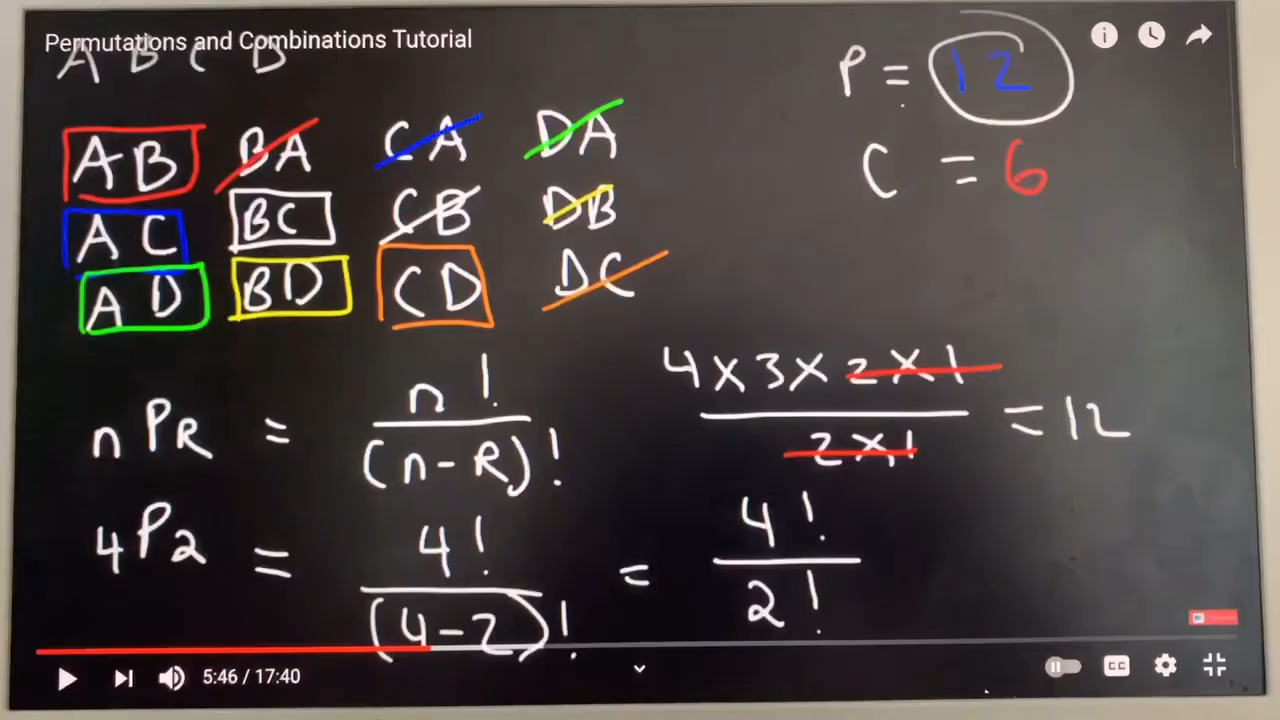 Permutations and Combinations Tutorial
A B C D
P = 12
C = 6
AB BA CA DA
AC BC CB DB
AD BD CD DC
nPR = n! / (n-R)!
4×3×2×1 / 2×1 = 12
4P2 = 4! / (4-2)! = 4! / 2!
5:46 / 17:40
CC